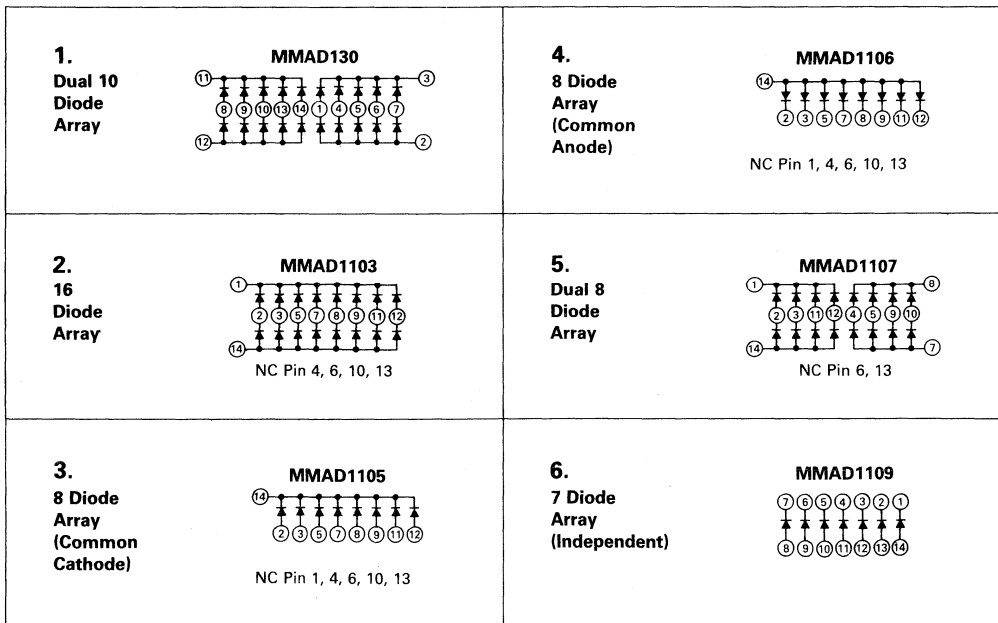 1.
Dual 10
Diode
Array
MMAD130
11 3
8 9 10 13 14 1 4 5 6 7
12 2
4.
8 Diode
Array
(Common
Anode)
MMAD1106
14
2 3 5 7 8 9 11 12
NC Pin 1, 4, 6, 10, 13
2.
16
Diode
Array
MMAD1103
1
2 3 5 7 8 9 11 12
14
NC Pin 4, 6, 10, 13
5.
Dual 8
Diode
Array
MMAD1107
1 8
2 3 11 12 4 5 9 10
14 7
NC Pin 6, 13
3.
8 Diode
Array
(Common
Cathode)
MMAD1105
14
2 3 5 7 8 9 11 12
NC Pin 1, 4, 6, 10, 13
6.
7 Diode
Array
(Independent)
MMAD1109
7 6 5 4 3 2 1
8 9 10 11 12 13 14